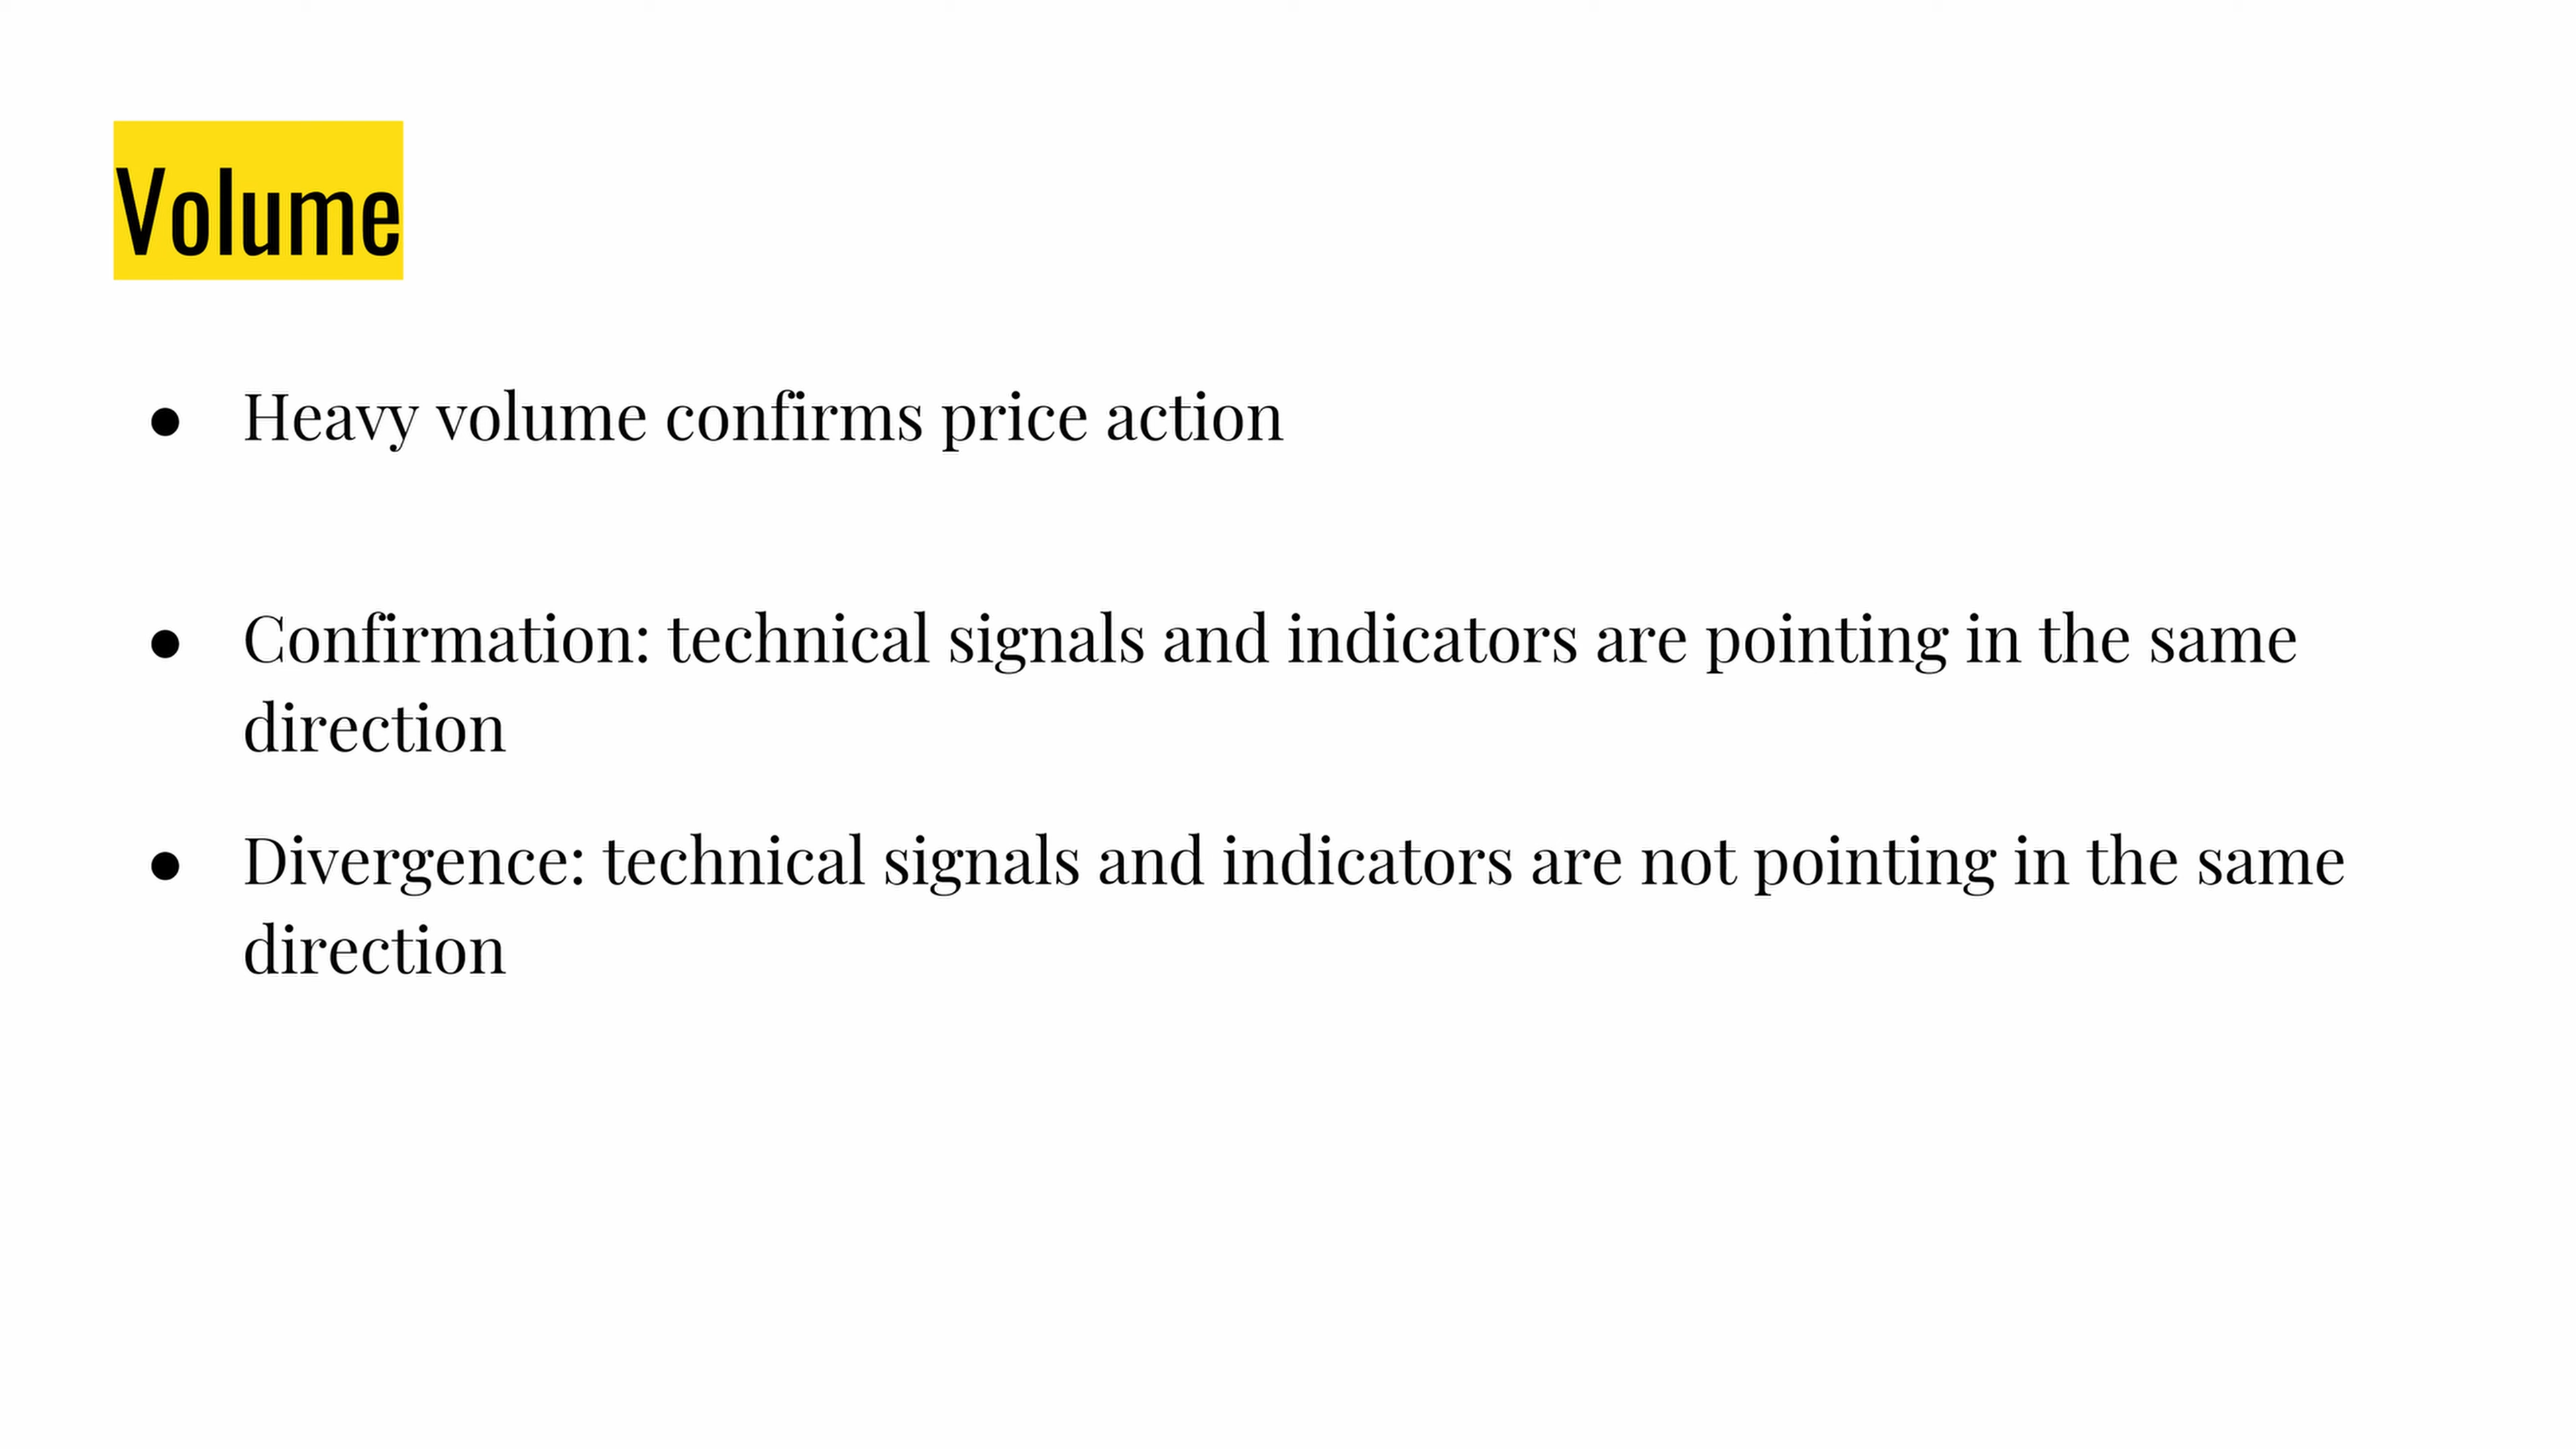 Volume
● Heavy volume confirms price action
● Confirmation: technical signals and indicators are pointing in the same
direction
● Divergence: technical signals and indicators are not pointing in the same
direction